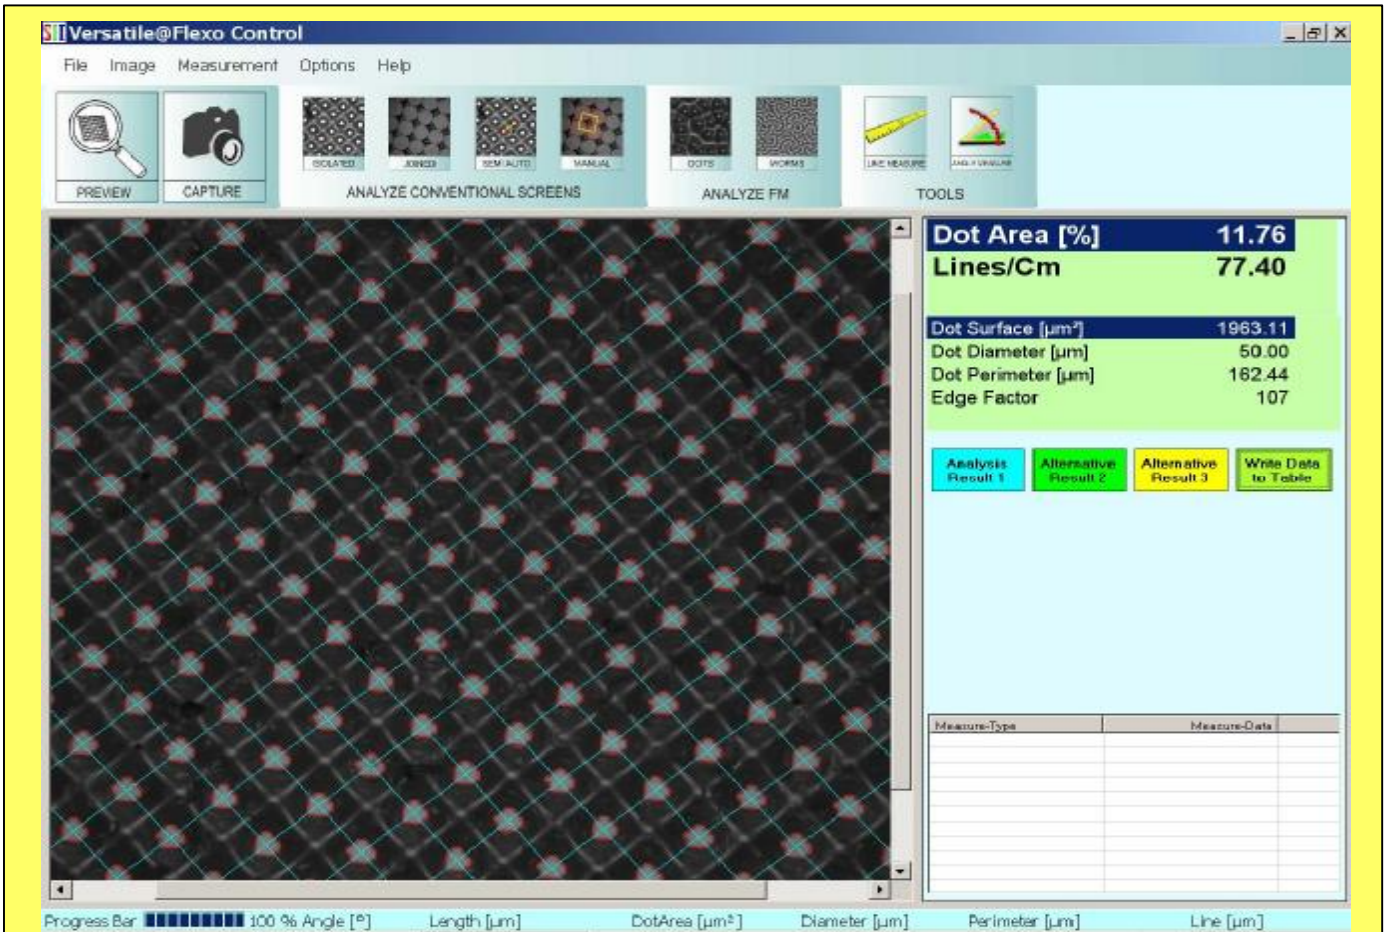 Versatile@Flexo Control
File Image Measurement Options Help
ISOLATED JOINED SEMI AUTO MANUAL DOTS WORMS LINE MEASURE ANGLE MEASURE
PREVIEW CAPTURE ANALYZE CONVENTIONAL SCREENS ANALYZE FM TOOLS
Dot Area [%] 11.76
Lines/Cm 77.40
Dot Surface [µm²] 1963.11
Dot Diameter [µm] 50.00
Dot Perimeter [µm] 162.44
Edge Factor 107
Analysis Result 1 Alternative Result 2 Alternative Result 3 Write Data to Table
Measure-Type Measure-Data
Progress Bar 100 % Angle [º] Length [µm] DotArea [µm²] Diameter [µm] Perimeter [µm] Line [µm]